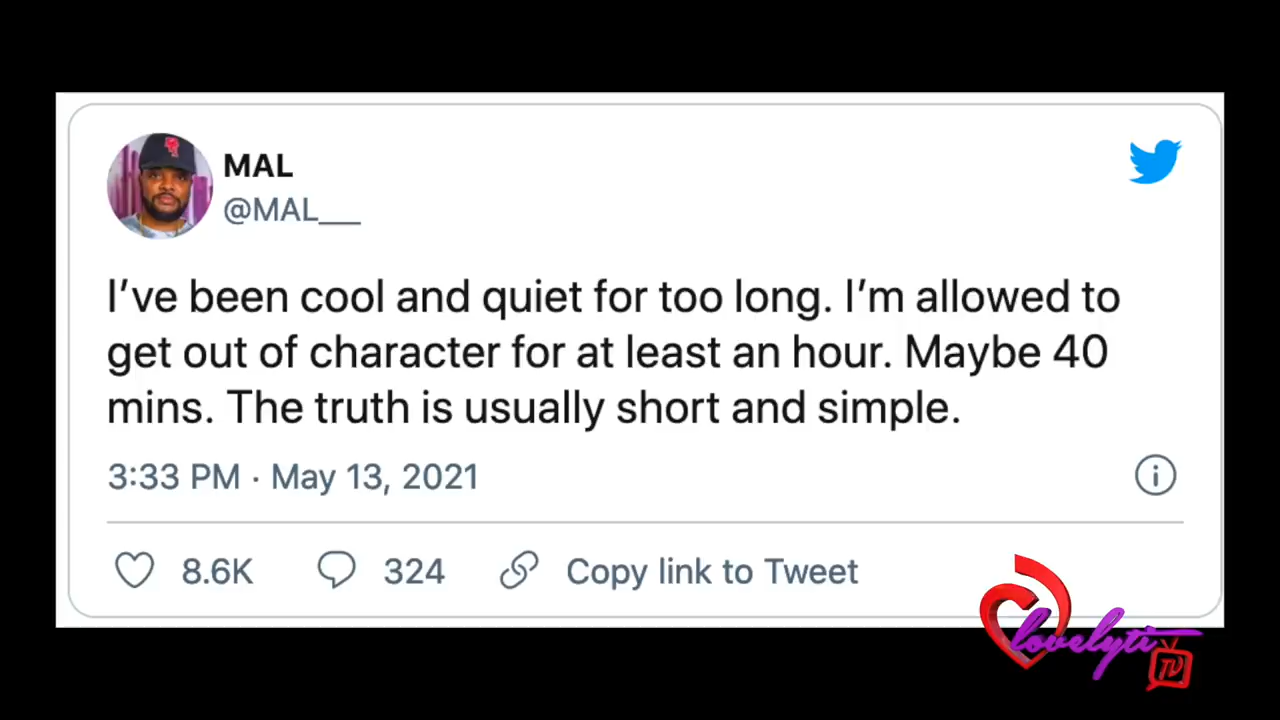 MAL
@MAL___
I've been cool and quiet for too long. I'm allowed to
get out of character for at least an hour. Maybe 40
mins. The truth is usually short and simple.
3:33 PM · May 13, 2021
8.6K 324 Copy link to Tweet
lovelyti
TV